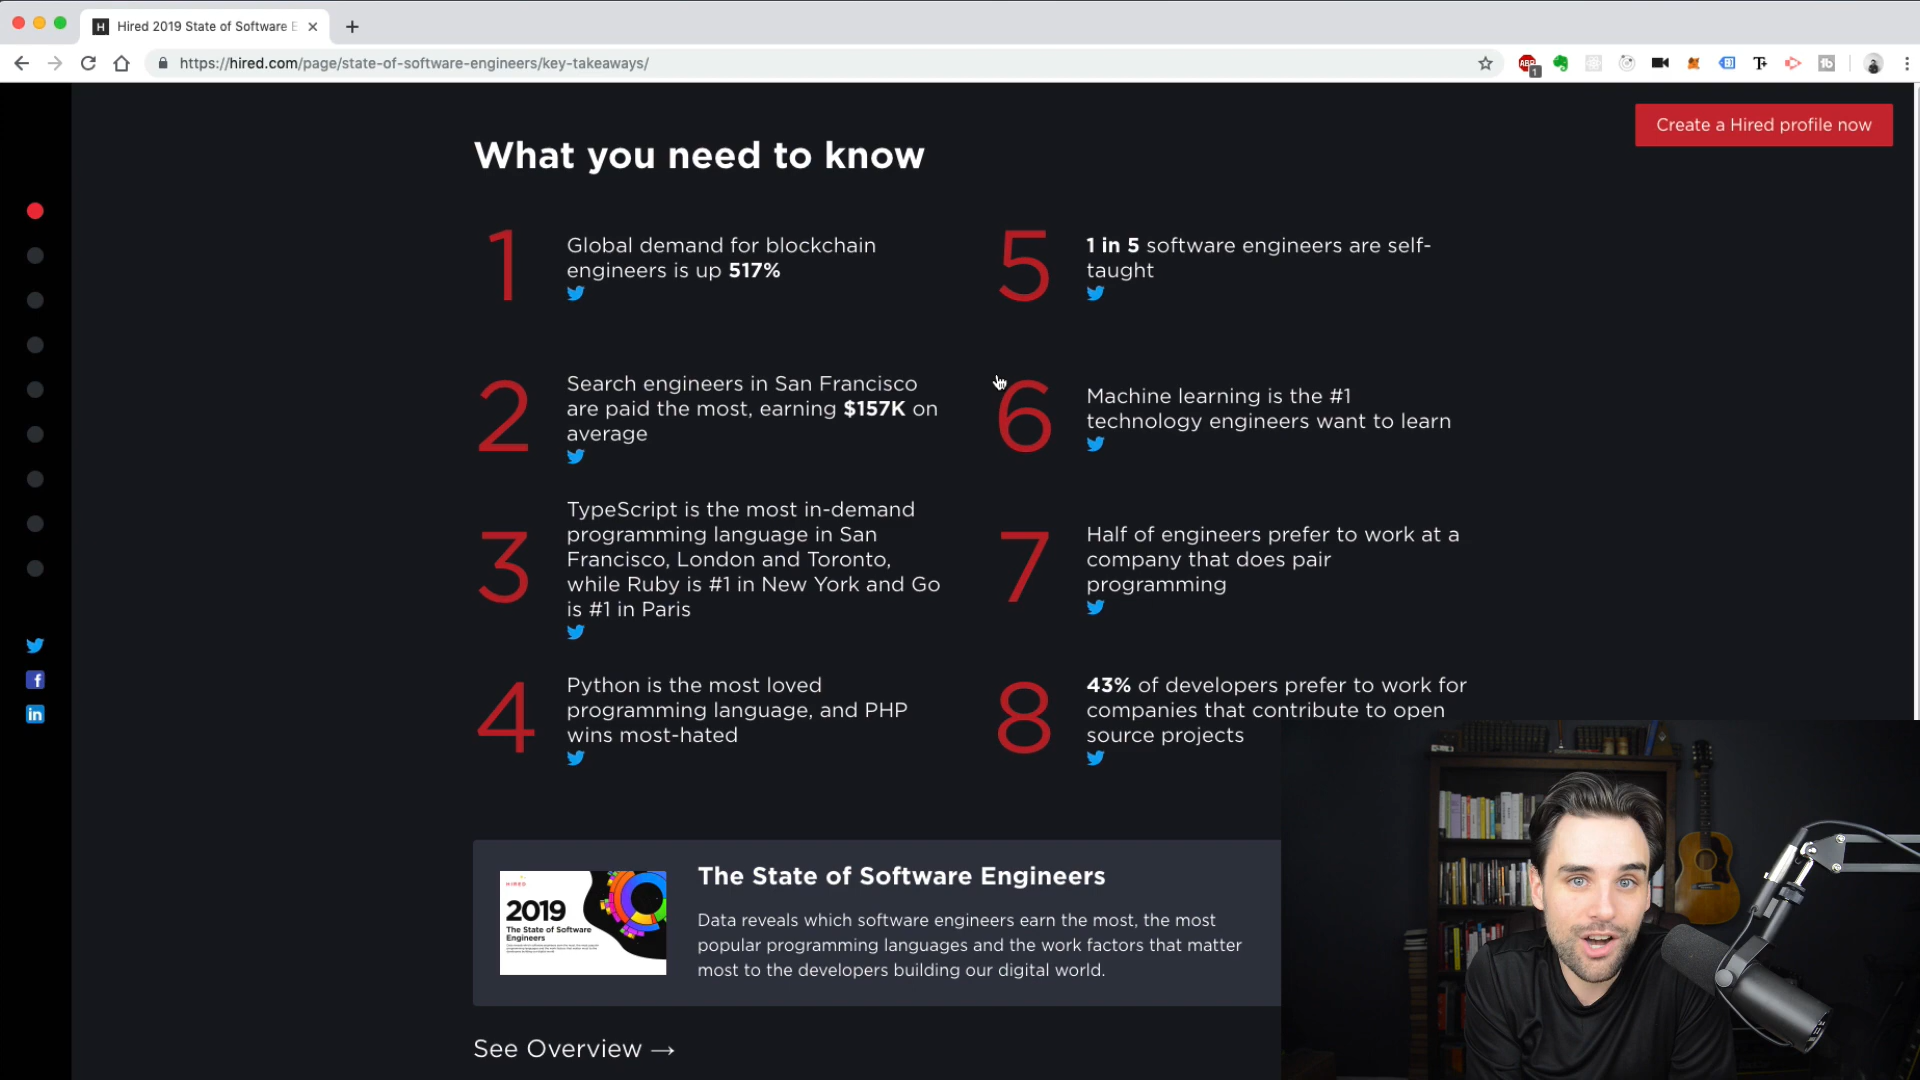 Hired 2019 State of Software E
https://hired.com/page/state-of-software-engineers/key-takeaways/
ABP
1
Create a Hired profile now
What you need to know
1
Global demand for blockchain
engineers is up 517%
2
Search engineers in San Francisco
are paid the most, earning $157K on
average
3
TypeScript is the most in-demand
programming language in San
Francisco, London and Toronto,
while Ruby is #1 in New York and Go
is #1 in Paris
4
Python is the most loved
programming language, and PHP
wins most-hated
5
1 in 5 software engineers are self-
taught
6
Machine learning is the #1
technology engineers want to learn
7
Half of engineers prefer to work at a
company that does pair
programming
8
43% of developers prefer to work for
companies that contribute to open
source projects
HIRED
2019
The State of Software
Engineers
The State of Software Engineers
Data reveals which software engineers earn the most, the most
popular programming languages and the work factors that matter
most to the developers building our digital world.
See Overview →